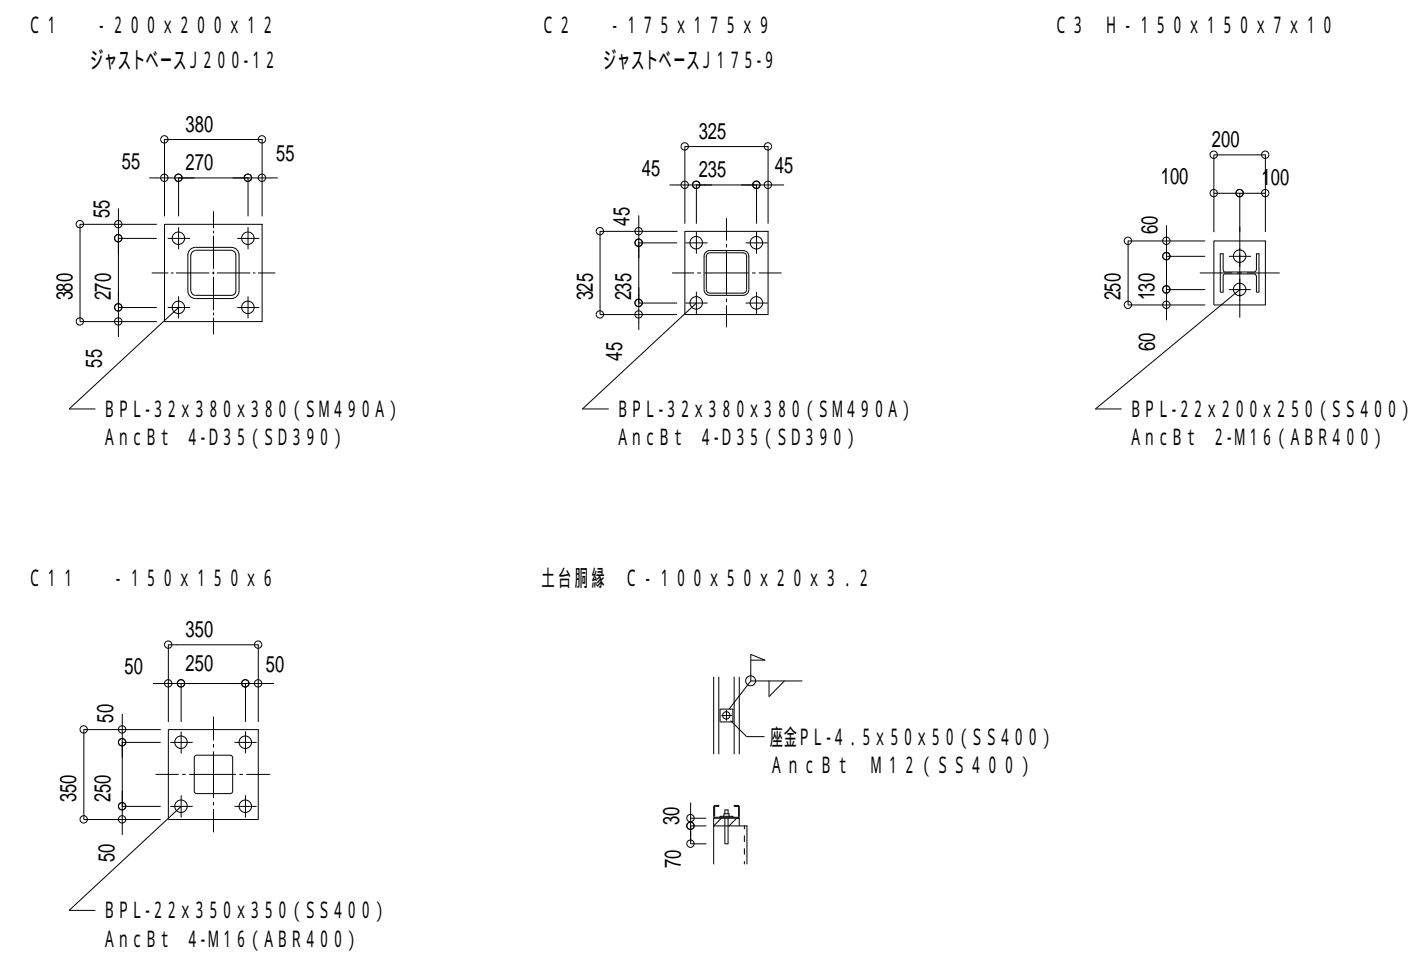 C1 -200x200x12
ジャストベースJ200-12
380
55 270 55
55
380 270
55
BPL-32x380x380(SM490A)
AncBt 4-D35(SD390)
C2 -175x175x9
ジャストベースJ175-9
325
45 235 45
45
325 235
45
BPL-32x380x380(SM490A)
AncBt 4-D35(SD390)
C3 H-150x150x7x10
200
100 100
60
250 130
60
BPL-22x200x250(SS400)
AncBt 2-M16(ABR400)
C11 -150x150x6
350
50 250 50
50
350 250
50
BPL-22x350x350(SS400)
AncBt 4-M16(ABR400)
土台胴縁 C-100x50x20x3.2
座金PL-4.5x50x50(SS400)
AncBt M12(SS400)
30
70